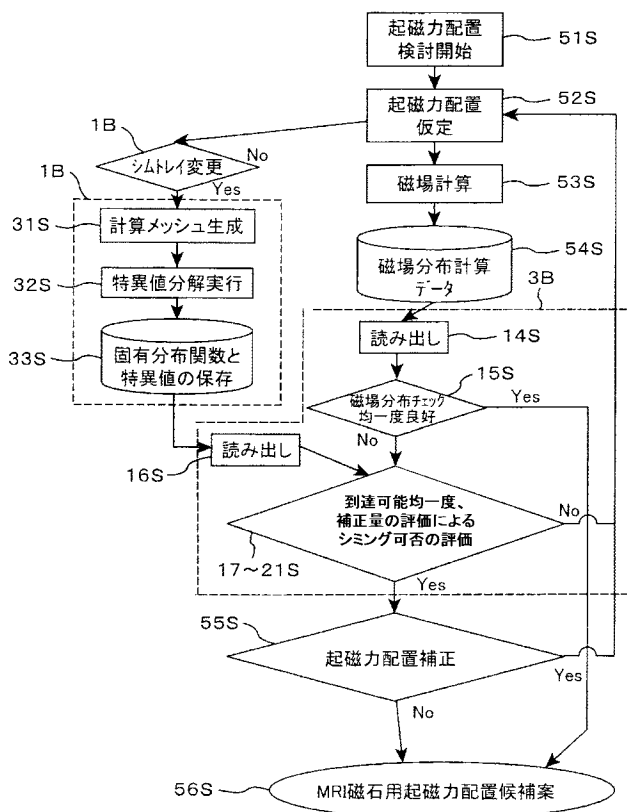 起磁力配置
検討開始
51S
起磁力配置
仮定
52S
1B
シムトレイ変更
No
Yes
磁場計算
53S
1B
31S
計算メッシュ生成
32S
特異値分解実行
33S
固有分布関数と
特異値の保存
磁場分布計算
データ
54S
3B
読み出し
14S
磁場分布チェック
均一度良好
15S
Yes
No
読み出し
16S
到達可能均一度、
補正量の評価による
シミング可否の評価
No
17～21S
Yes
55S
起磁力配置補正
Yes
No
56S
MRI磁石用起磁力配置候補案